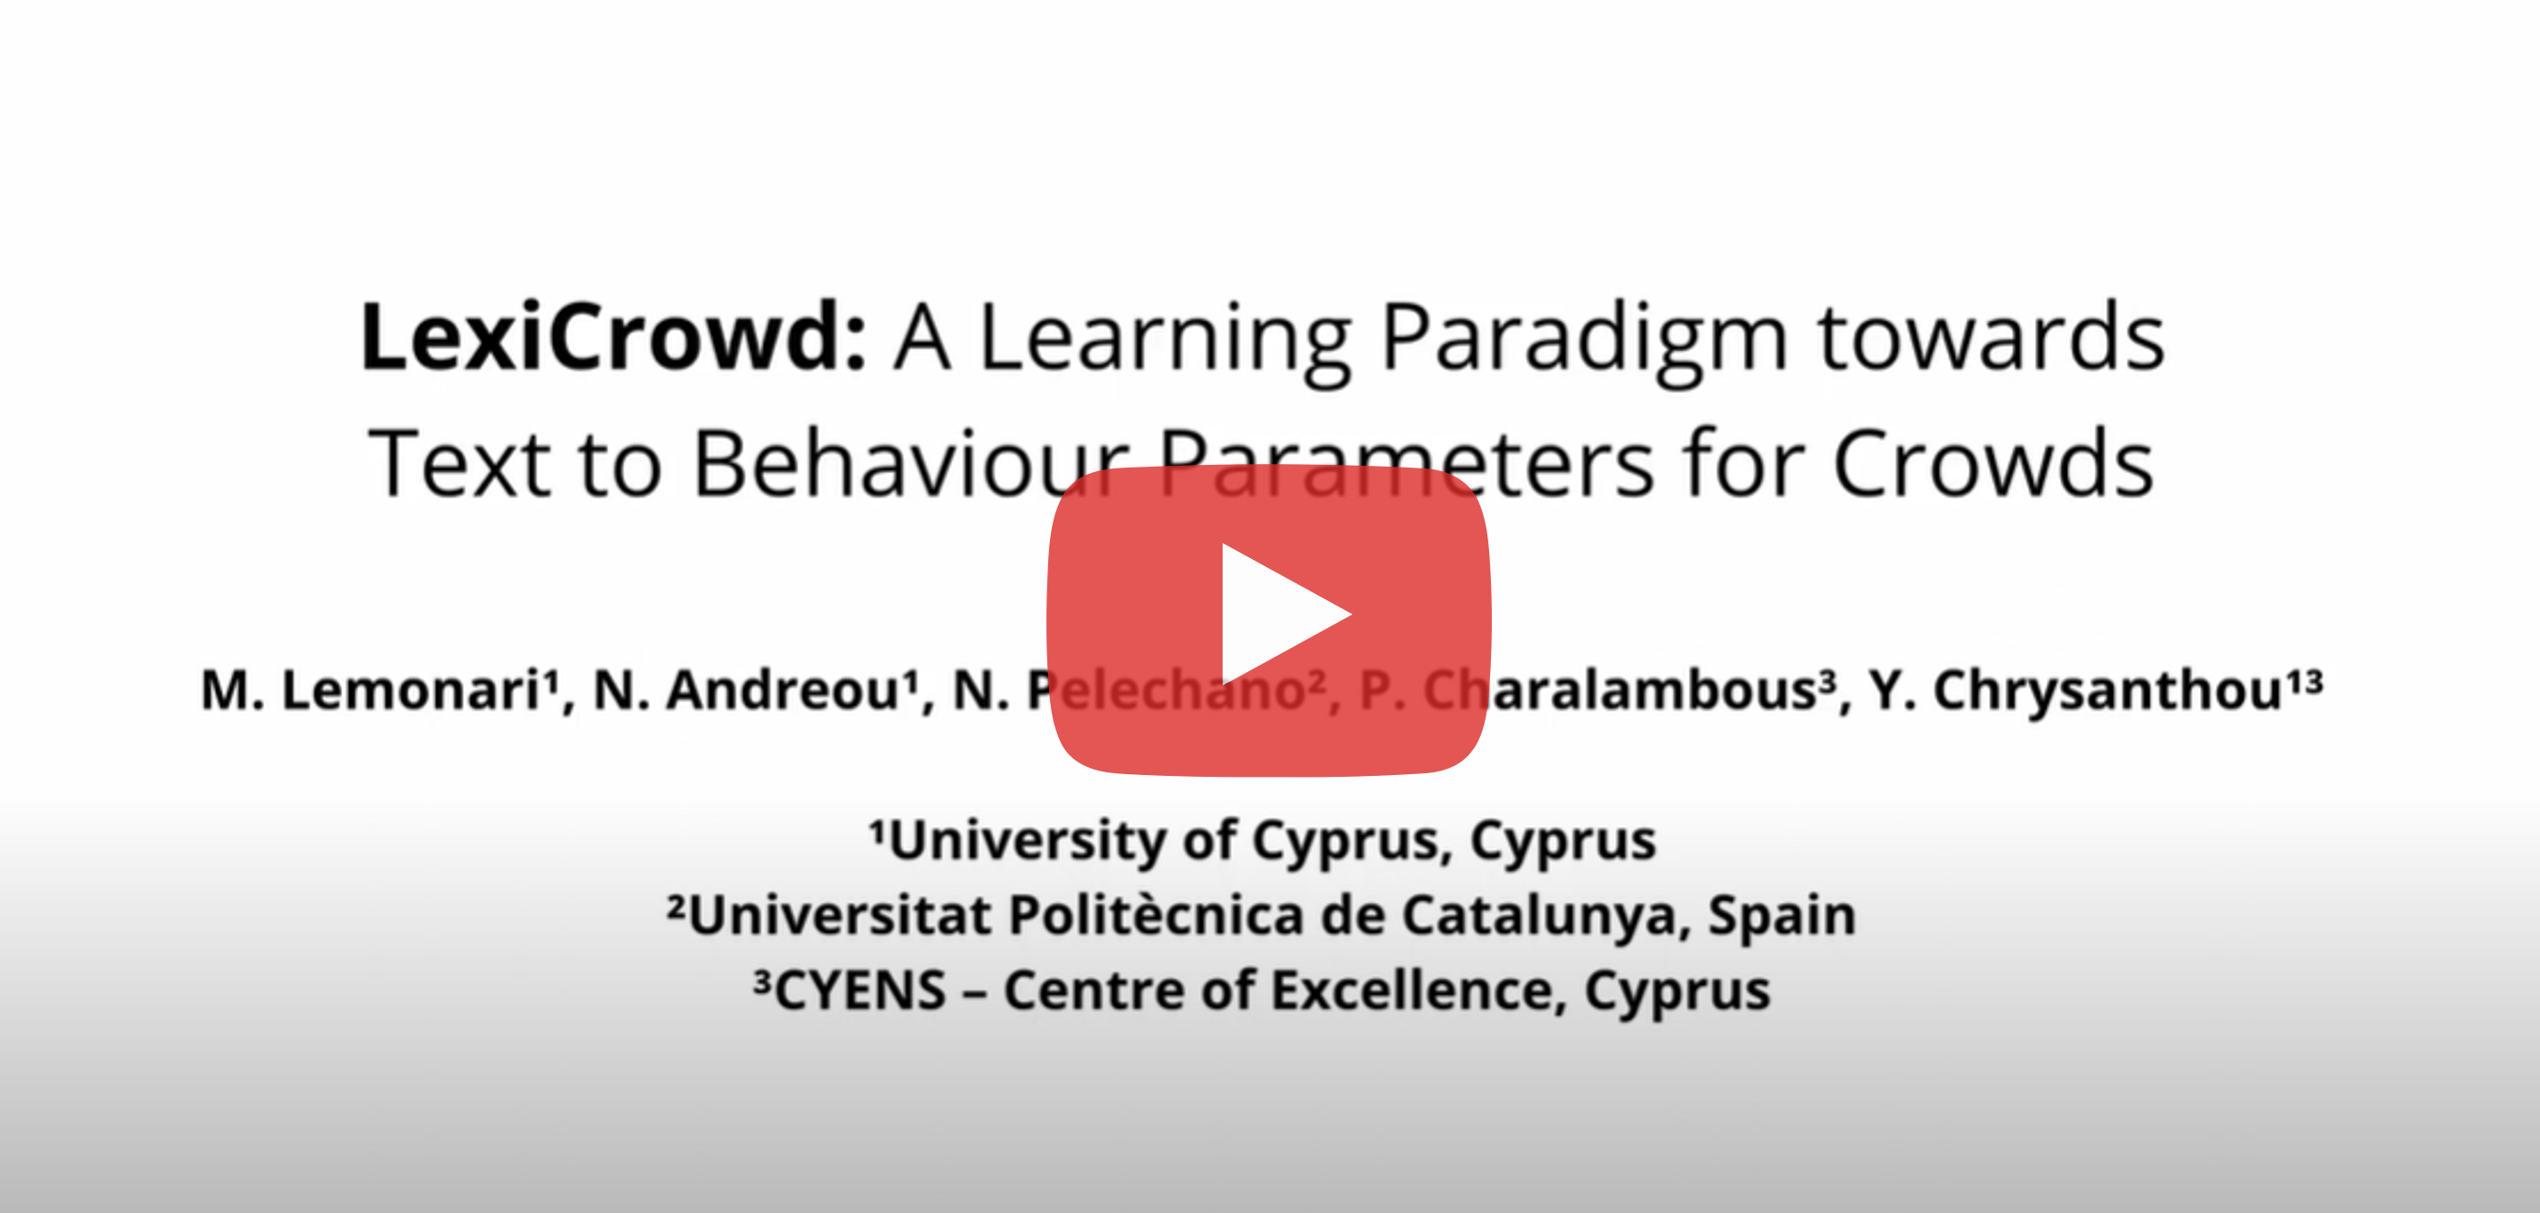 LexiCrowd: A Learning Paradigm towards
Text to Behaviour Parameters for Crowds
M. Lemonari¹, N. Andreou¹, N. Pelechano², P. Charalambous³, Y. Chrysanthou¹³
¹University of Cyprus, Cyprus
²Universitat Politècnica de Catalunya, Spain
³CYENS – Centre of Excellence, Cyprus